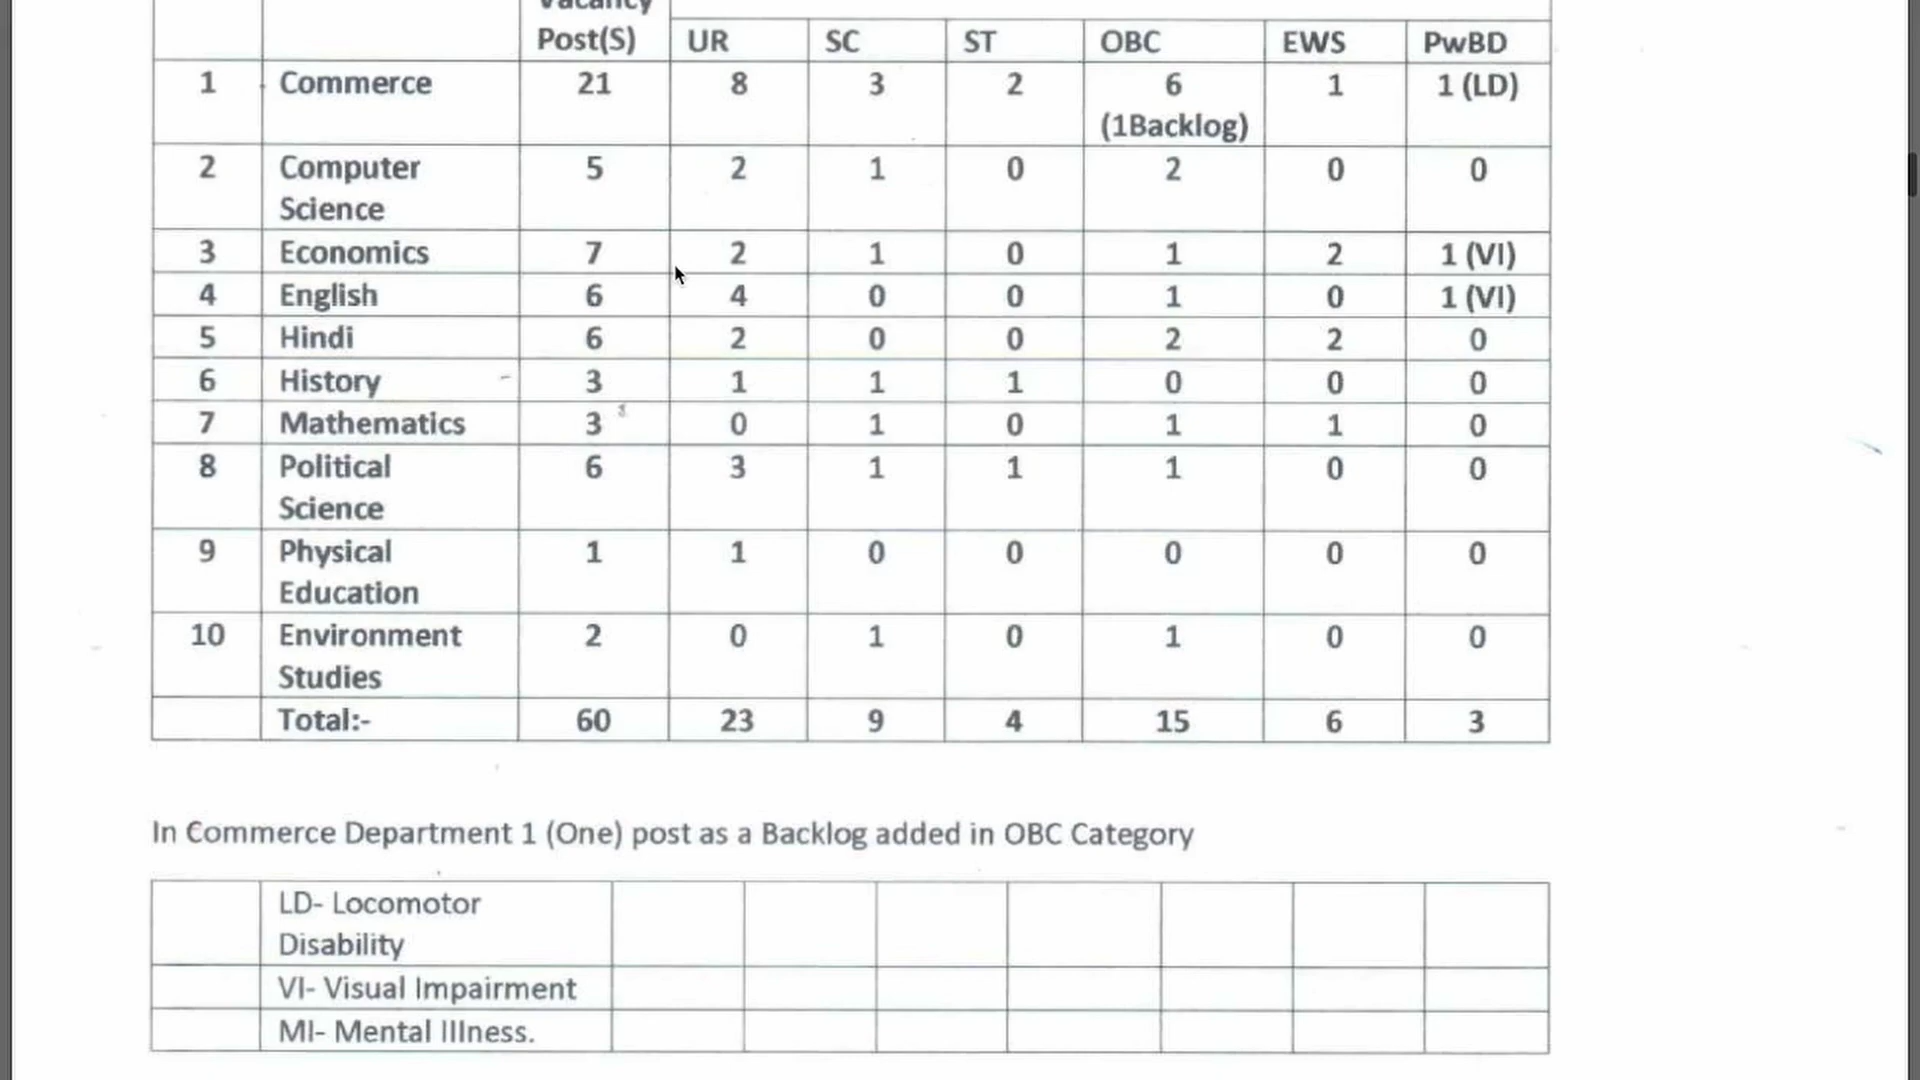 Vacancy
Post(S) UR SC ST OBC EWS PwBD
1 Commerce 21 8 3 2 6 1 1 (LD)
(1Backlog)
2 Computer 5 2 1 0 2 0 0
Science
3 Economics 7 2 1 0 1 2 1 (VI)
4 English 6 4 0 0 1 0 1 (VI)
5 Hindi 6 2 0 0 2 2 0
6 History 3 1 1 1 0 0 0
7 Mathematics 3 0 1 0 1 1 0
8 Political 6 3 1 1 1 0 0
Science
9 Physical 1 1 0 0 0 0 0
Education
10 Environment 2 0 1 0 1 0 0
Studies
Total:- 60 23 9 4 15 6 3
In Commerce Department 1 (One) post as a Backlog added in OBC Category
LD- Locomotor
Disability
VI- Visual Impairment
MI- Mental Illness.